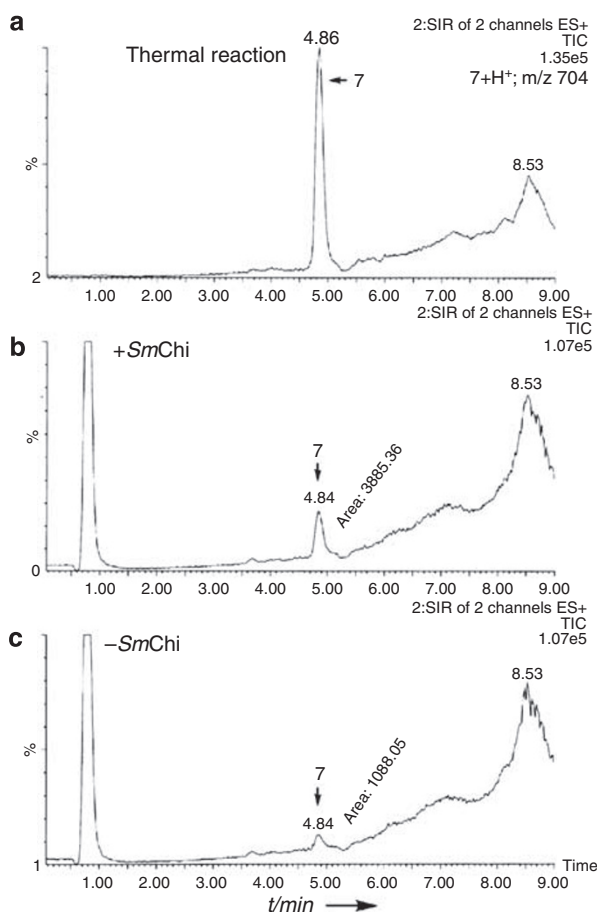 a
Thermal reaction
4.86
7
2:SIR of 2 channels ES+
TIC
1.35e5
7+H⁺; m/z 704
8.53
%
2
1.00 2.00 3.00 4.00 5.00 6.00 7.00 8.00 9.00
2:SIR of 2 channels ES+
TIC
1.07e5
b
+SmChi
7
4.84
Area: 3885.36
8.53
%
0
1.00 2.00 3.00 4.00 5.00 6.00 7.00 8.00 9.00
2:SIR of 2 channels ES+
TIC
1.07e5
c
–SmChi
7
4.84
Area: 1088.05
8.53
%
1
Time
1.00 2.00 3.00 4.00 5.00 6.00 7.00 8.00 9.00
t/min